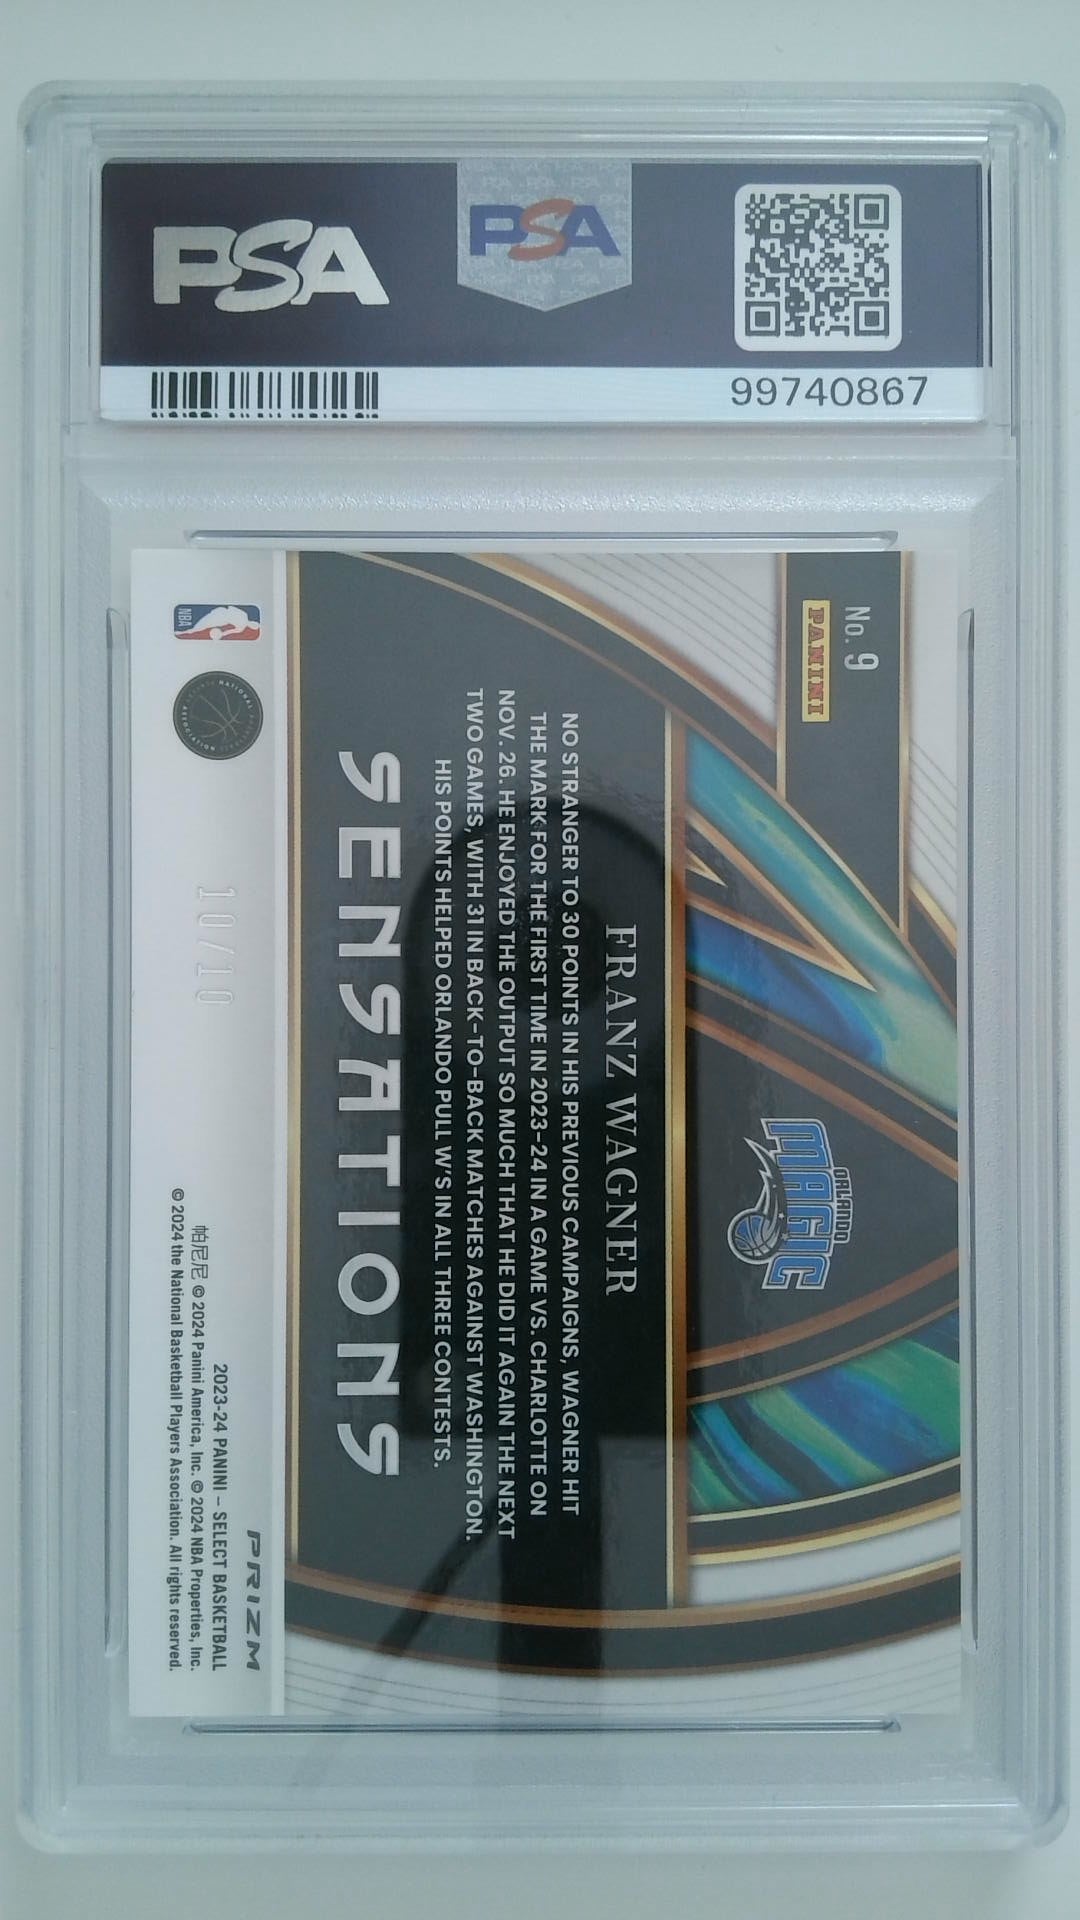 PSA
PSA
99740867
No. 9
PANINI
ORLANDO
MAGIC
FRANZ WAGNER
NO STRANGER TO 30 POINTS IN HIS PREVIOUS CAMPAIGNS, WAGNER HIT
THE MARK FOR THE FIRST TIME IN 2023-24 IN A GAME VS. CHARLOTTE ON
NOV. 26. HE ENJOYED THE OUTPUT SO MUCH THAT HE DID IT AGAIN THE NEXT
TWO GAMES, WITH 31 IN BACK-TO-BACK MATCHES AGAINST WASHINGTON.
HIS POINTS HELPED ORLANDO PULL W'S IN ALL THREE CONTESTS.
SENSATIONS
PRIZM
NBA
10/10
2023-24 PANINI – SELECT BASKETBALL
帕尼尼 © 2024 Panini America, Inc. © 2024 NBA Properties, Inc.
© 2024 the National Basketball Players Association. All rights reserved.